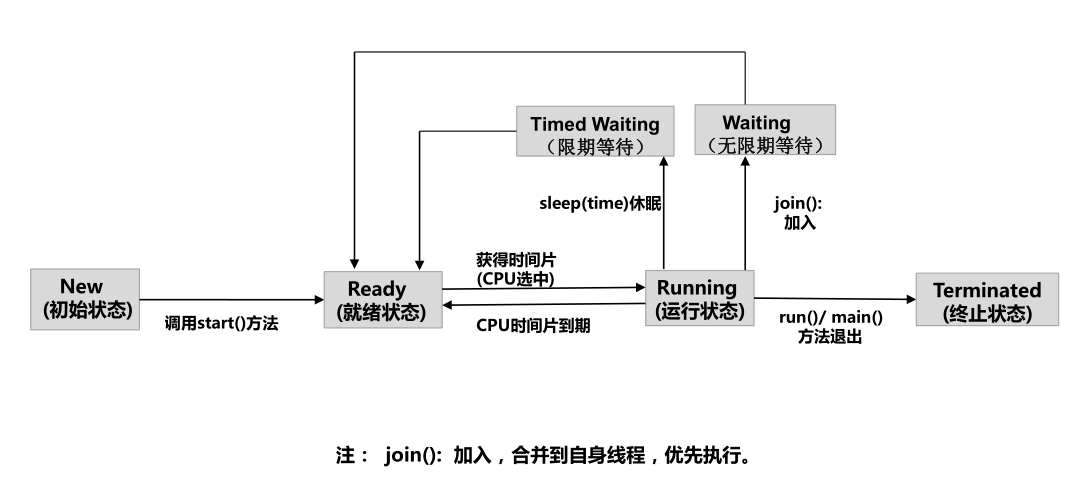 Timed Waiting
（限期等待）
Waiting
（无限期等待）
sleep(time)休眠
join():
加入
New
(初始状态)
调用start()方法
Ready
(就绪状态)
获得时间片
(CPU选中)
CPU时间片到期
Running
(运行状态)
run()/ main()
方法退出
Terminated
(终止状态)
注： join(): 加入，合并到自身线程，优先执行。